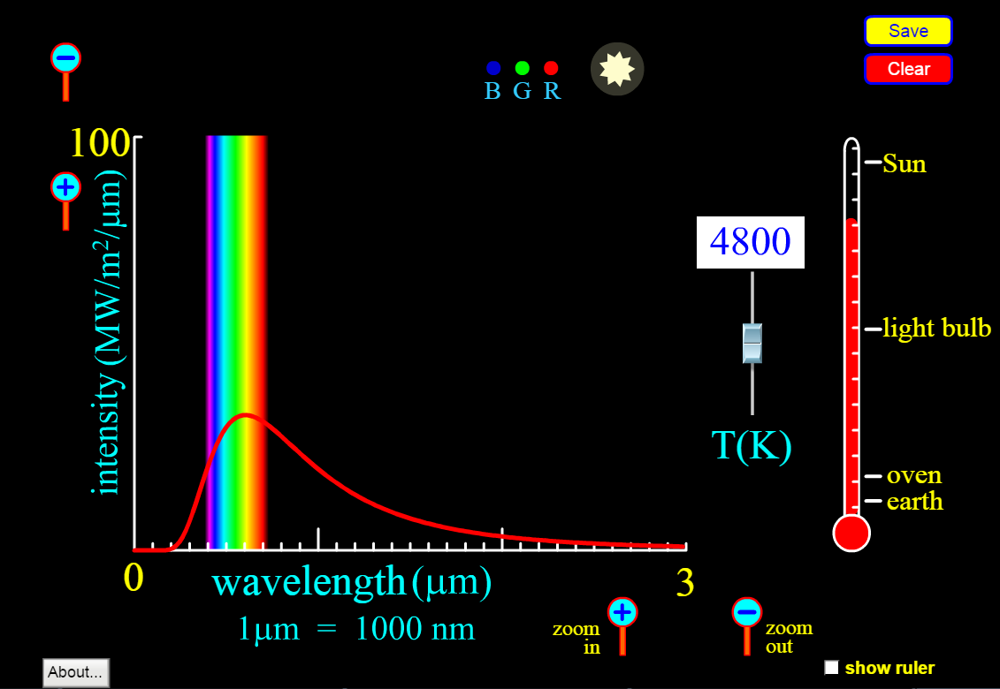 Save
Clear
B G R
100
Sun
intensity (MW/m²/μm)
4800
light bulb
T(K)
oven
earth
0
wavelength(μm)
3
1μm = 1000 nm
zoom
in
zoom
out
About...
show ruler